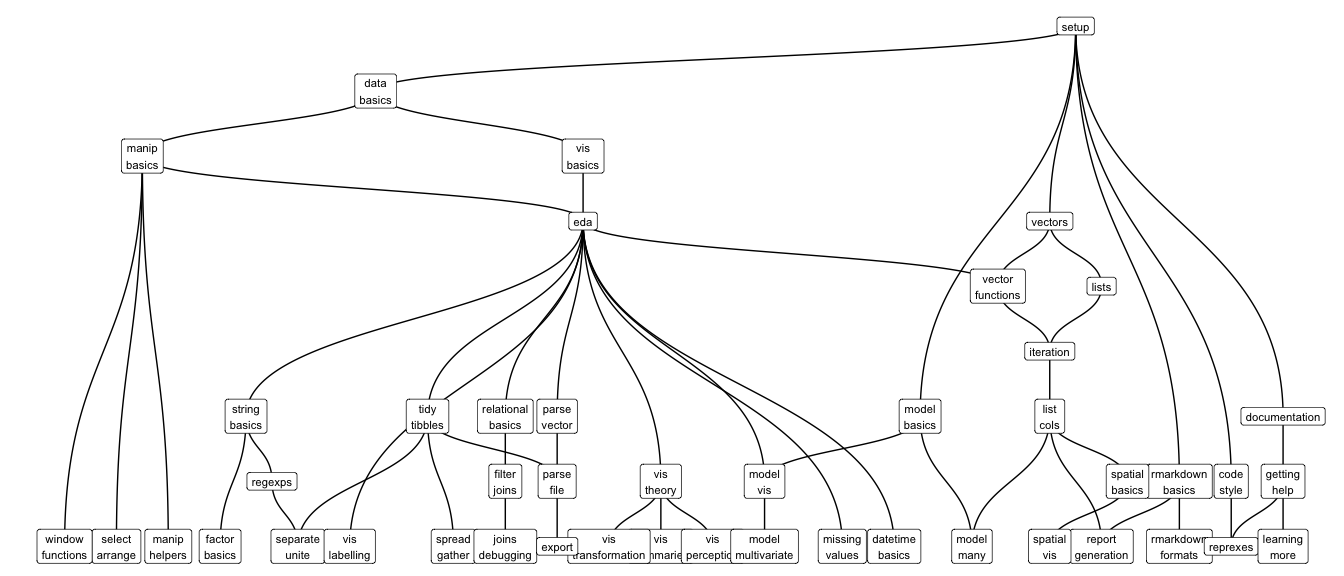 setup
data
basics
manip
basics
vis
basics
eda
vectors
vector
functions
lists
iteration
string
basics
tidy
tibbles
relational
basics
parse
vector
model
basics
list
cols
documentation
regexps
filter
joins
parse
file
vis
theory
model
vis
spatial
basics
rmarkdown
basics
code
style
getting
help
window
functions
select
arrange
manip
helpers
factor
basics
separate
unite
vis
labelling
spread
gather
joins
debugging
export
vis
transformation
vis
vis
model
multivariate
missing
values
datetime
basics
model
many
spatial
vis
report
generation
rmarkdown
formats
reprexes
learning
more